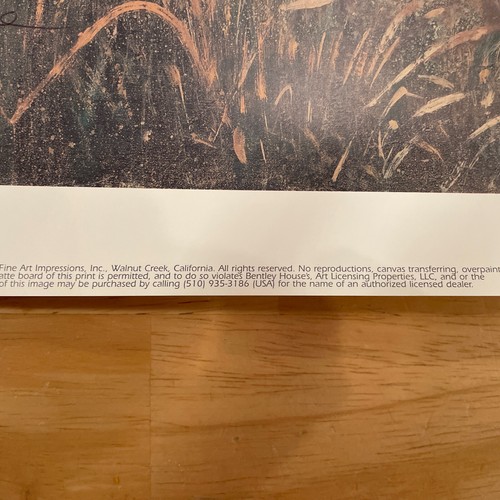 Fine Art Impressions, Inc., Walnut Creek, California. All rights reserved. No reproductions, canvas transferring, overpaint
atte board of this print is permitted, and to do so violates Bentley House's, Art Licensing Properties, LLC, and or the
of this image may be purchased by calling (510) 935-3186 (USA) for the name of an authorized licensed dealer.